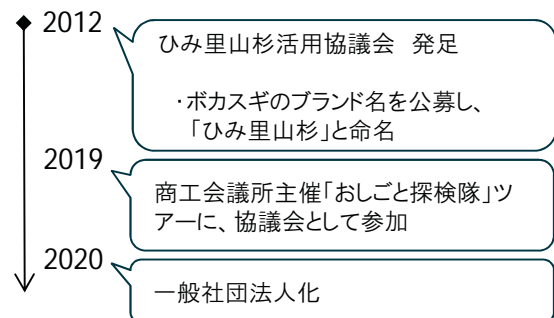 2012
ひみ里山杉活用協議会　発足
・ボカスギのブランド名を公募し、
「ひみ里山杉」と命名
2019
商工会議所主催「おしごと探検隊」ツ
アーに、協議会として参加
2020
一般社団法人化